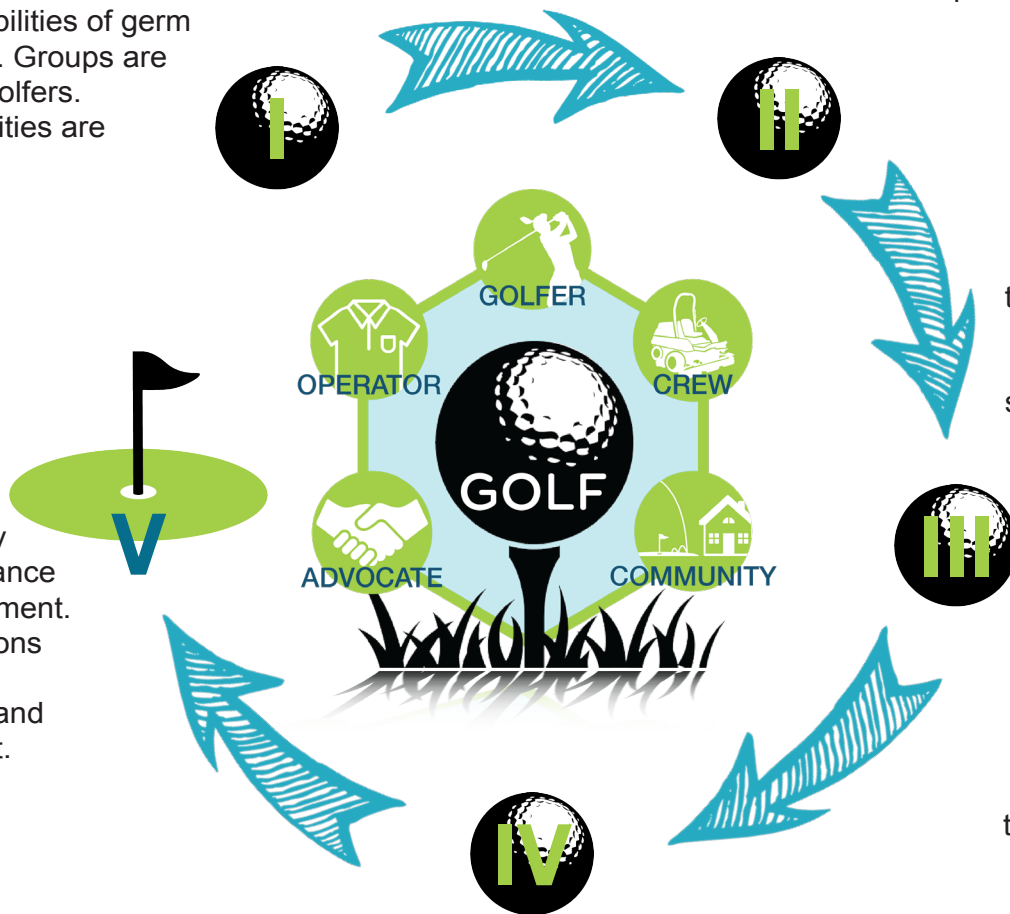 bilities of germ
. Groups are
olfers.
ities are
I
II
GOLFER
OPERATOR
CREW
GOLF
ADVOCATE
COMMUNITY
t
s
III
V
y
ance
ment.
ons
and
t.
IV
t